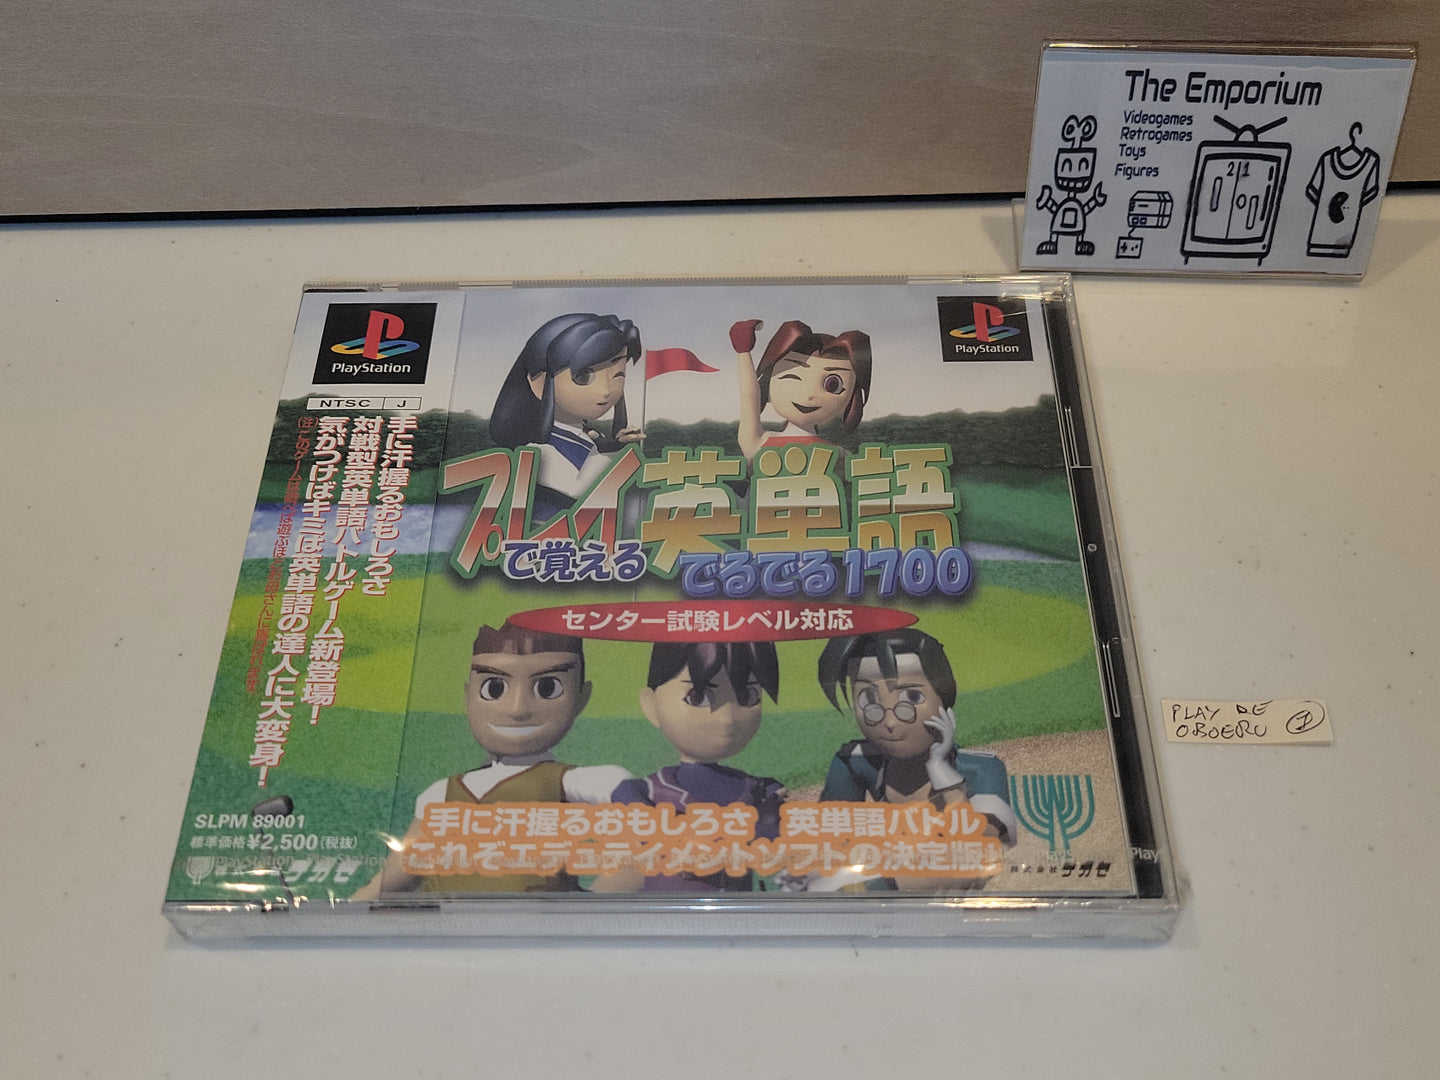 The Emporium
Videogames
Retrogames
Toys
Figures
21
PlayStation
NTSC J
手に汗握るおもしろさ
対戦型英単語バトルゲーム新登場！
気がつけばキミは英単語の達人に大変身！
SLPM 89001
標準価格¥2,500(税抜)
PlayStation
プレイ英単語
で覚える でるでる1700
センター試験レベル対応
手に汗握るおもしろさ 英単語バトル
これぞエデュテイメントソフトの決定版！
株式会社ナガセ
PLAY DE
OBOERU 1